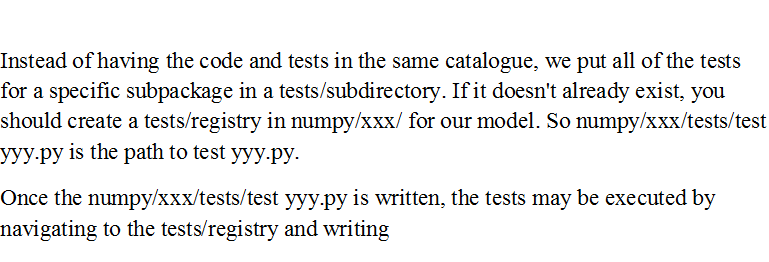 Instead of having the code and tests in the same catalogue, we put all of the tests
for a specific subpackage in a tests/subdirectory. If it doesn't already exist, you
should create a tests/registry in numpy/xxx/ for our model. So numpy/xxx/tests/test
yyy.py is the path to test yyy.py.
Once the numpy/xxx/tests/test yyy.py is written, the tests may be executed by
navigating to the tests/registry and writing